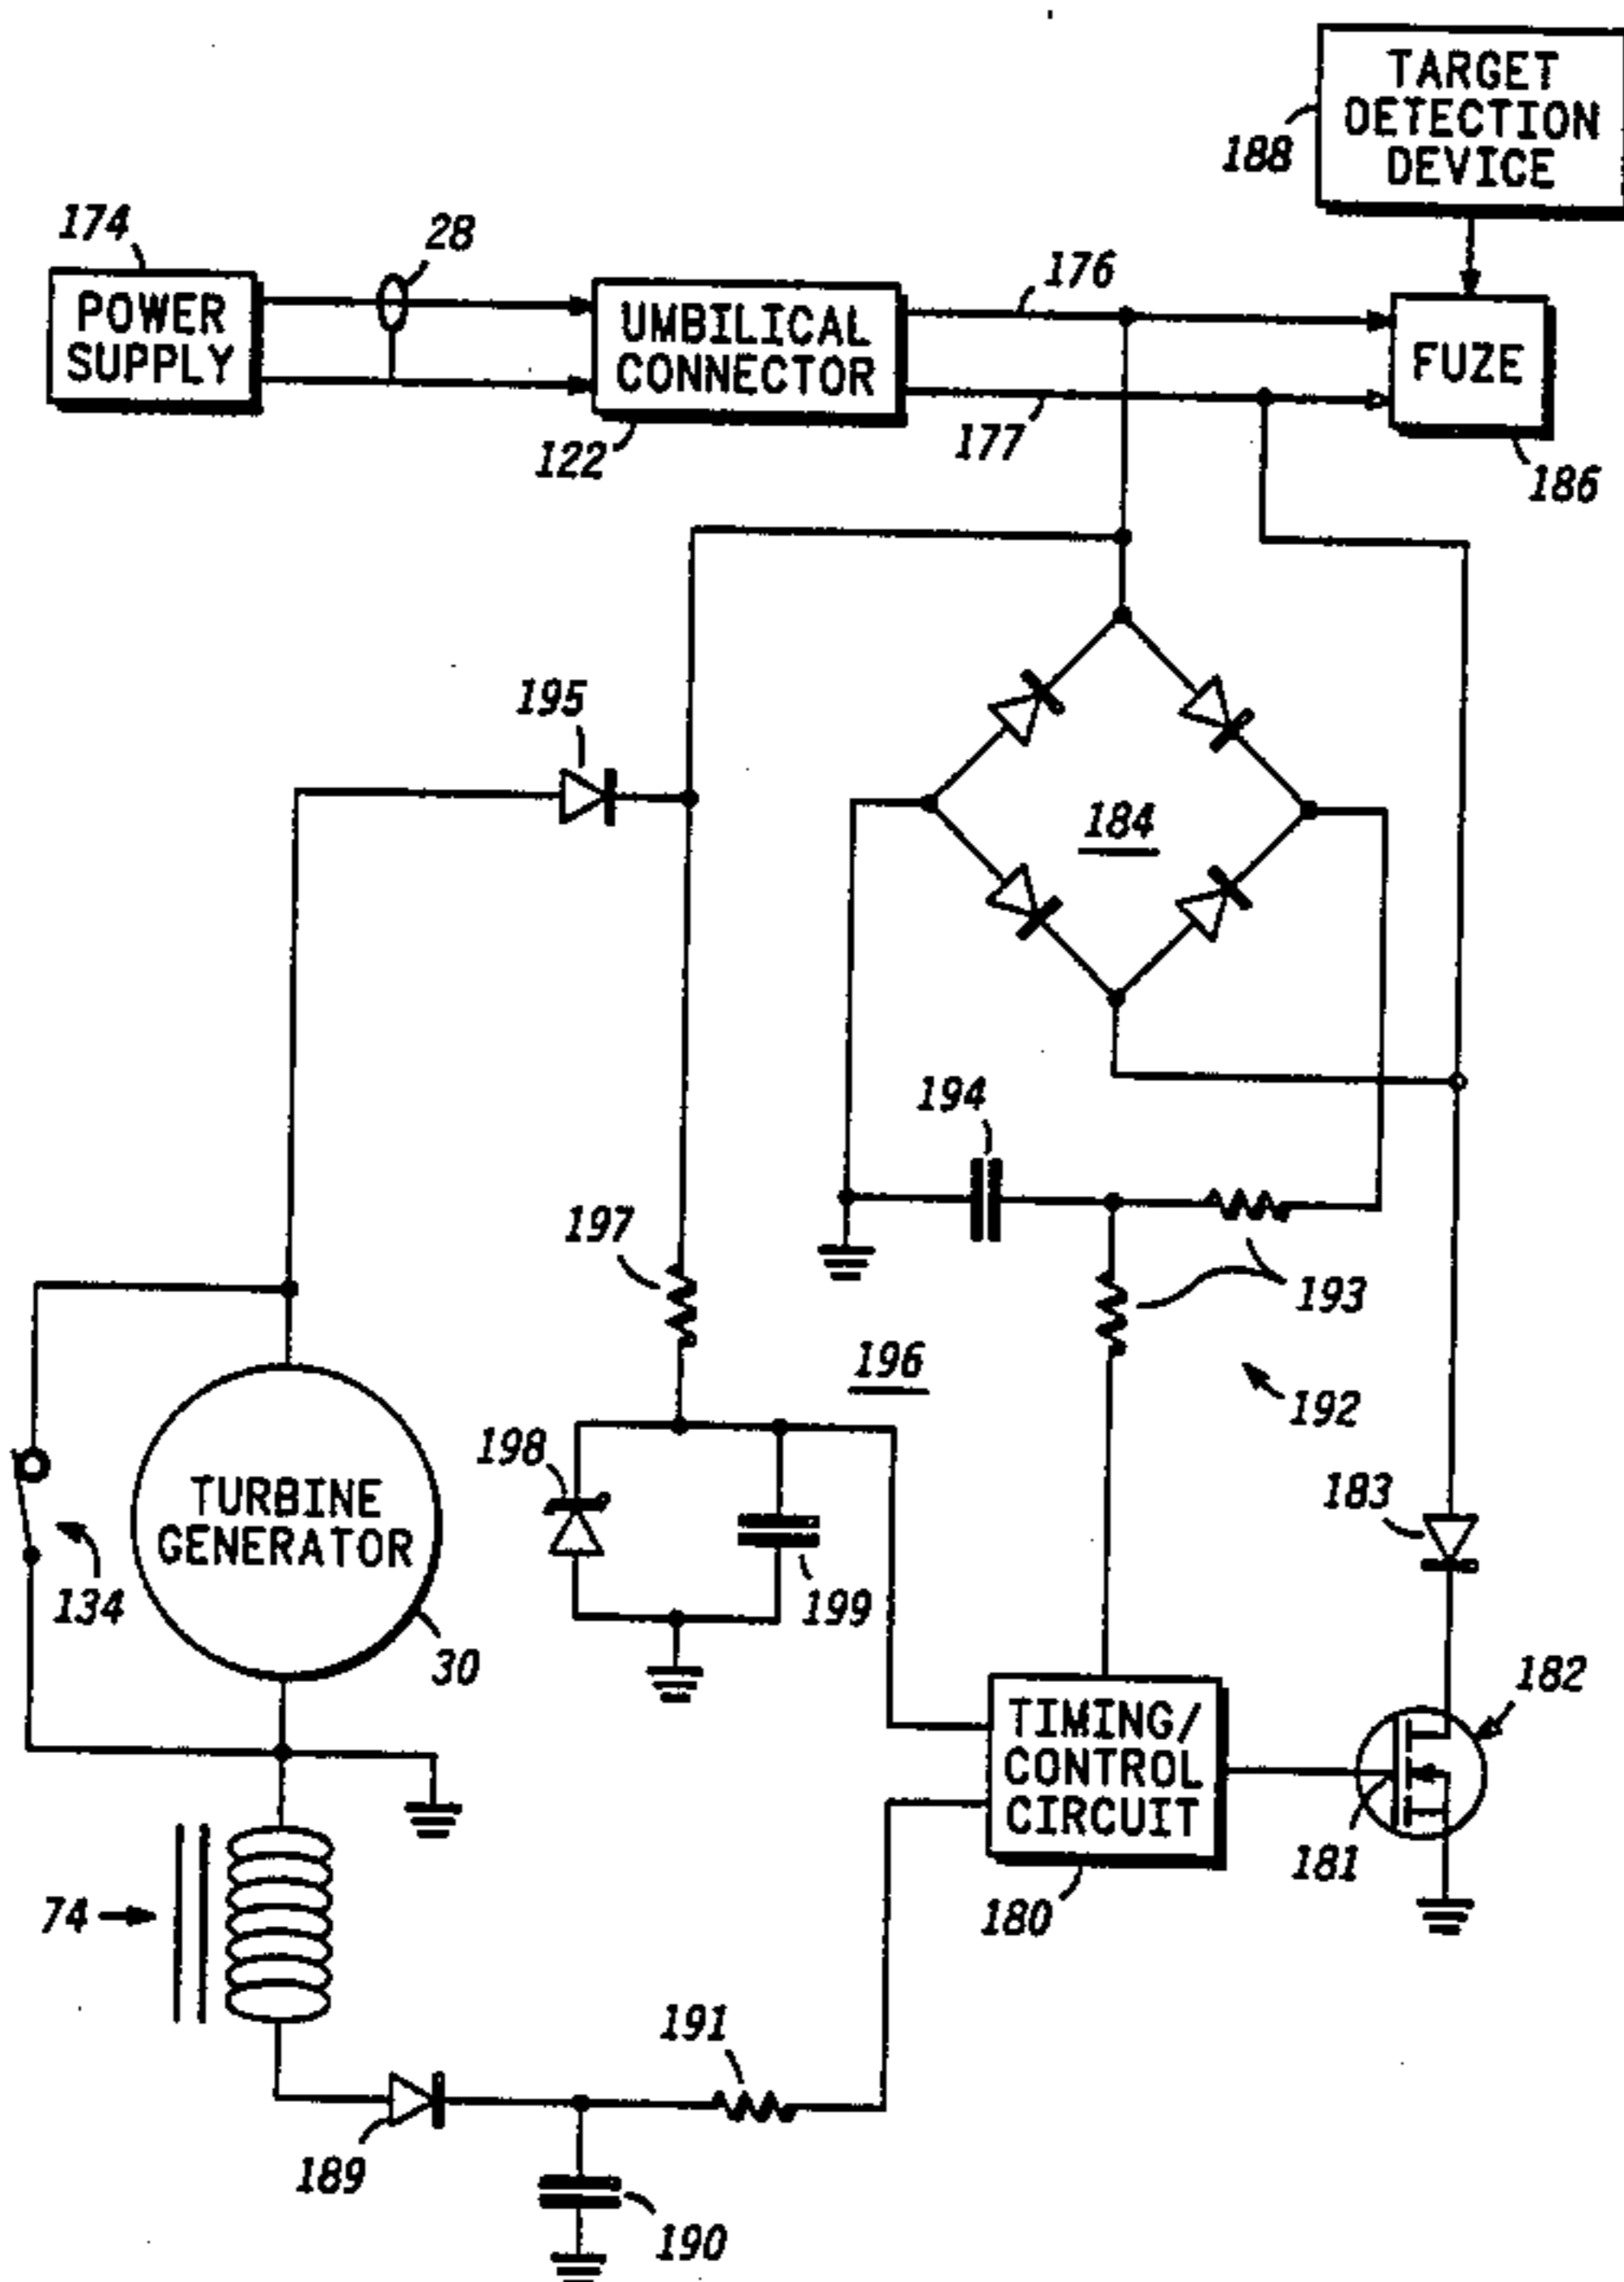 TARGET
DETECTION
DEVICE
188
174
28
176
POWER
SUPPLY
UMBILICAL
CONNECTOR
FUZE
122
177
186
195
184
194
197
193
196
192
198
183
TURBINE
GENERATOR
134
199
30
182
TIMING/
CONTROL
CIRCUIT
181
74
180
191
189
190